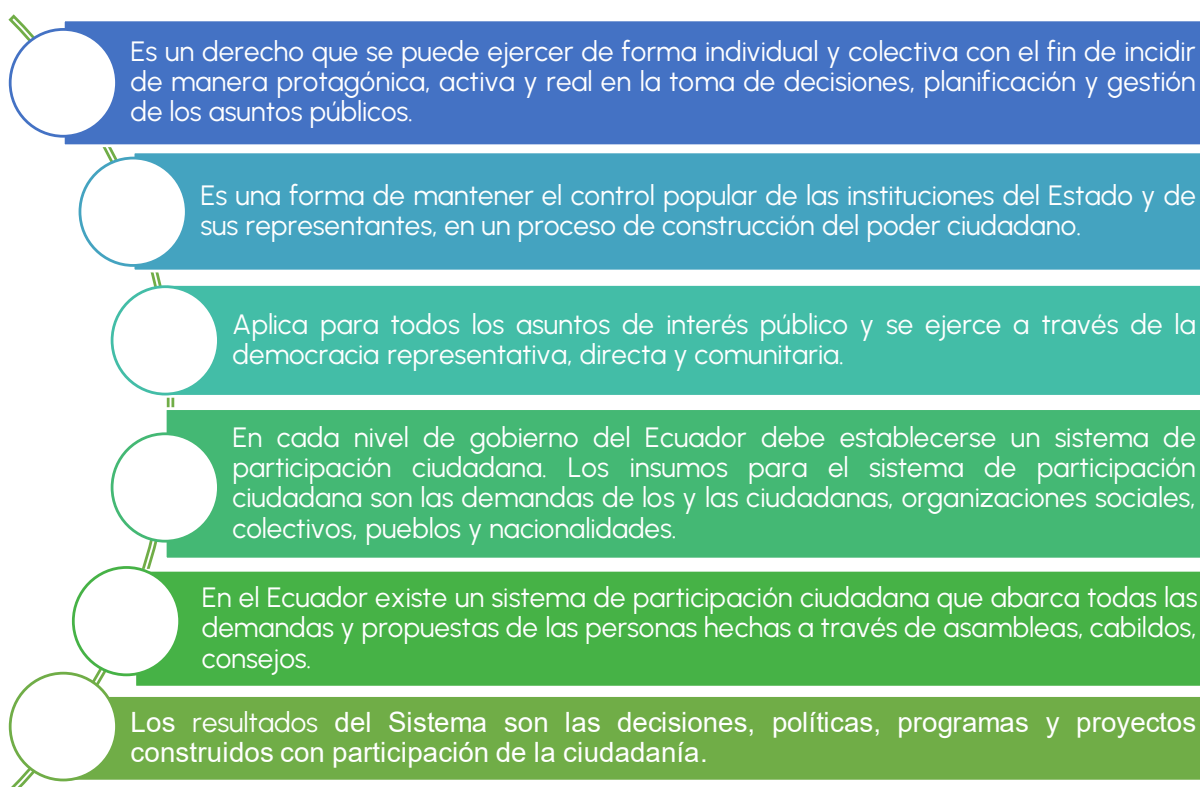 Es un derecho que se puede ejercer de forma individual y colectiva con el fin de incidir
de manera protagónica, activa y real en la toma de decisiones, planificación y gestión
de los asuntos públicos.
Es una forma de mantener el control popular de las instituciones del Estado y de
sus representantes, en un proceso de construcción del poder ciudadano.
Aplica para todos los asuntos de interés público y se ejerce a través de la
democracia representativa, directa y comunitaria.
En cada nivel de gobierno del Ecuador debe establecerse un sistema de
participación ciudadana. Los insumos para el sistema de participación
ciudadana son las demandas de los y las ciudadanas, organizaciones sociales,
colectivos, pueblos y nacionalidades.
En el Ecuador existe un sistema de participación ciudadana que abarca todas las
demandas y propuestas de las personas hechas a través de asambleas, cabildos,
consejos.
Los resultados del Sistema son las decisiones, políticas, programas y proyectos
construidos con participación de la ciudadanía.